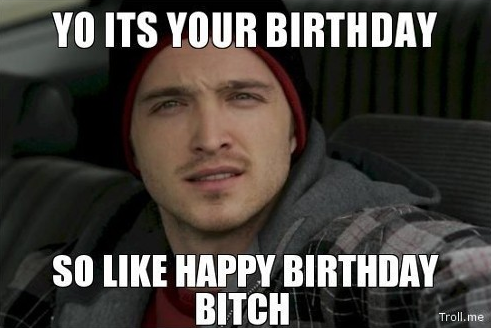 YO ITS YOUR BIRTHDAY
SO LIKE HAPPY BIRTHDAY
BITCH
Troll.me